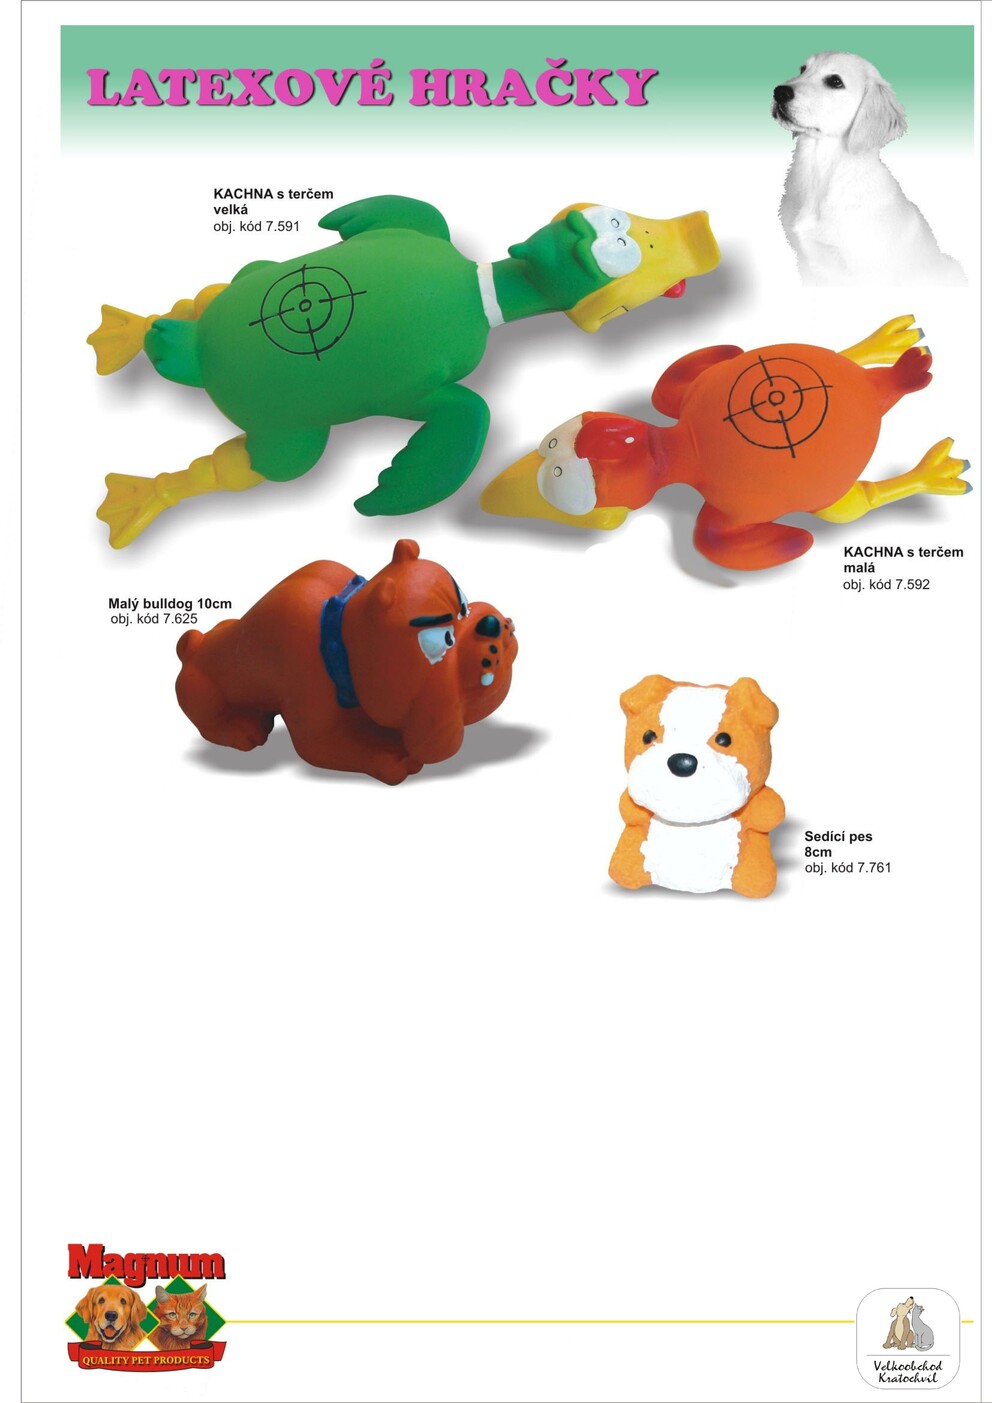 LATEXOVÉ HRAČKY
KACHNA s terčem
velká
obj. kód 7.591
KACHNA s terčem
malá
obj. kód 7.592
Malý bulldog 10cm
obj. kód 7.625
Sedící pes
8cm
obj. kód 7.761
Magnum
QUALITY PET PRODUCTS
Velkoobchod
Kratochvíl